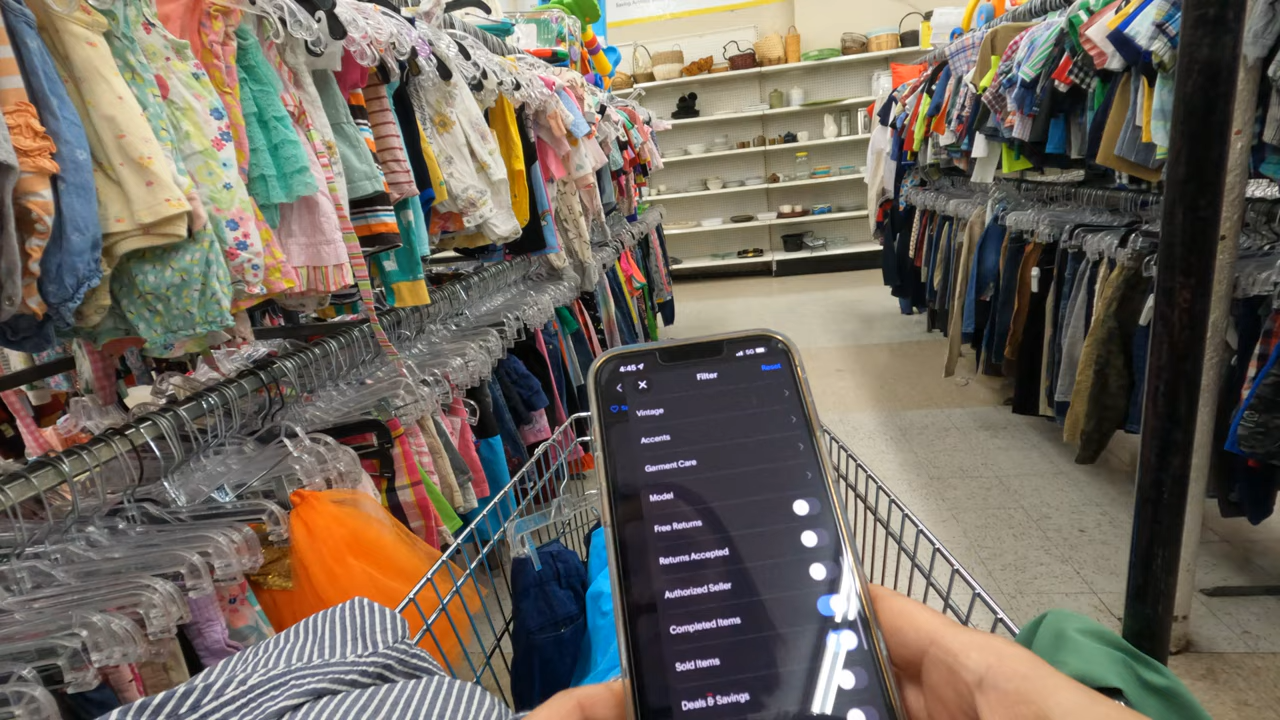 4:45
5G
Filter
Reset
Vintage
Accents
Garment Care
Model
Free Returns
Returns Accepted
Authorized Seller
Completed Items
Sold Items
Deals & Savings